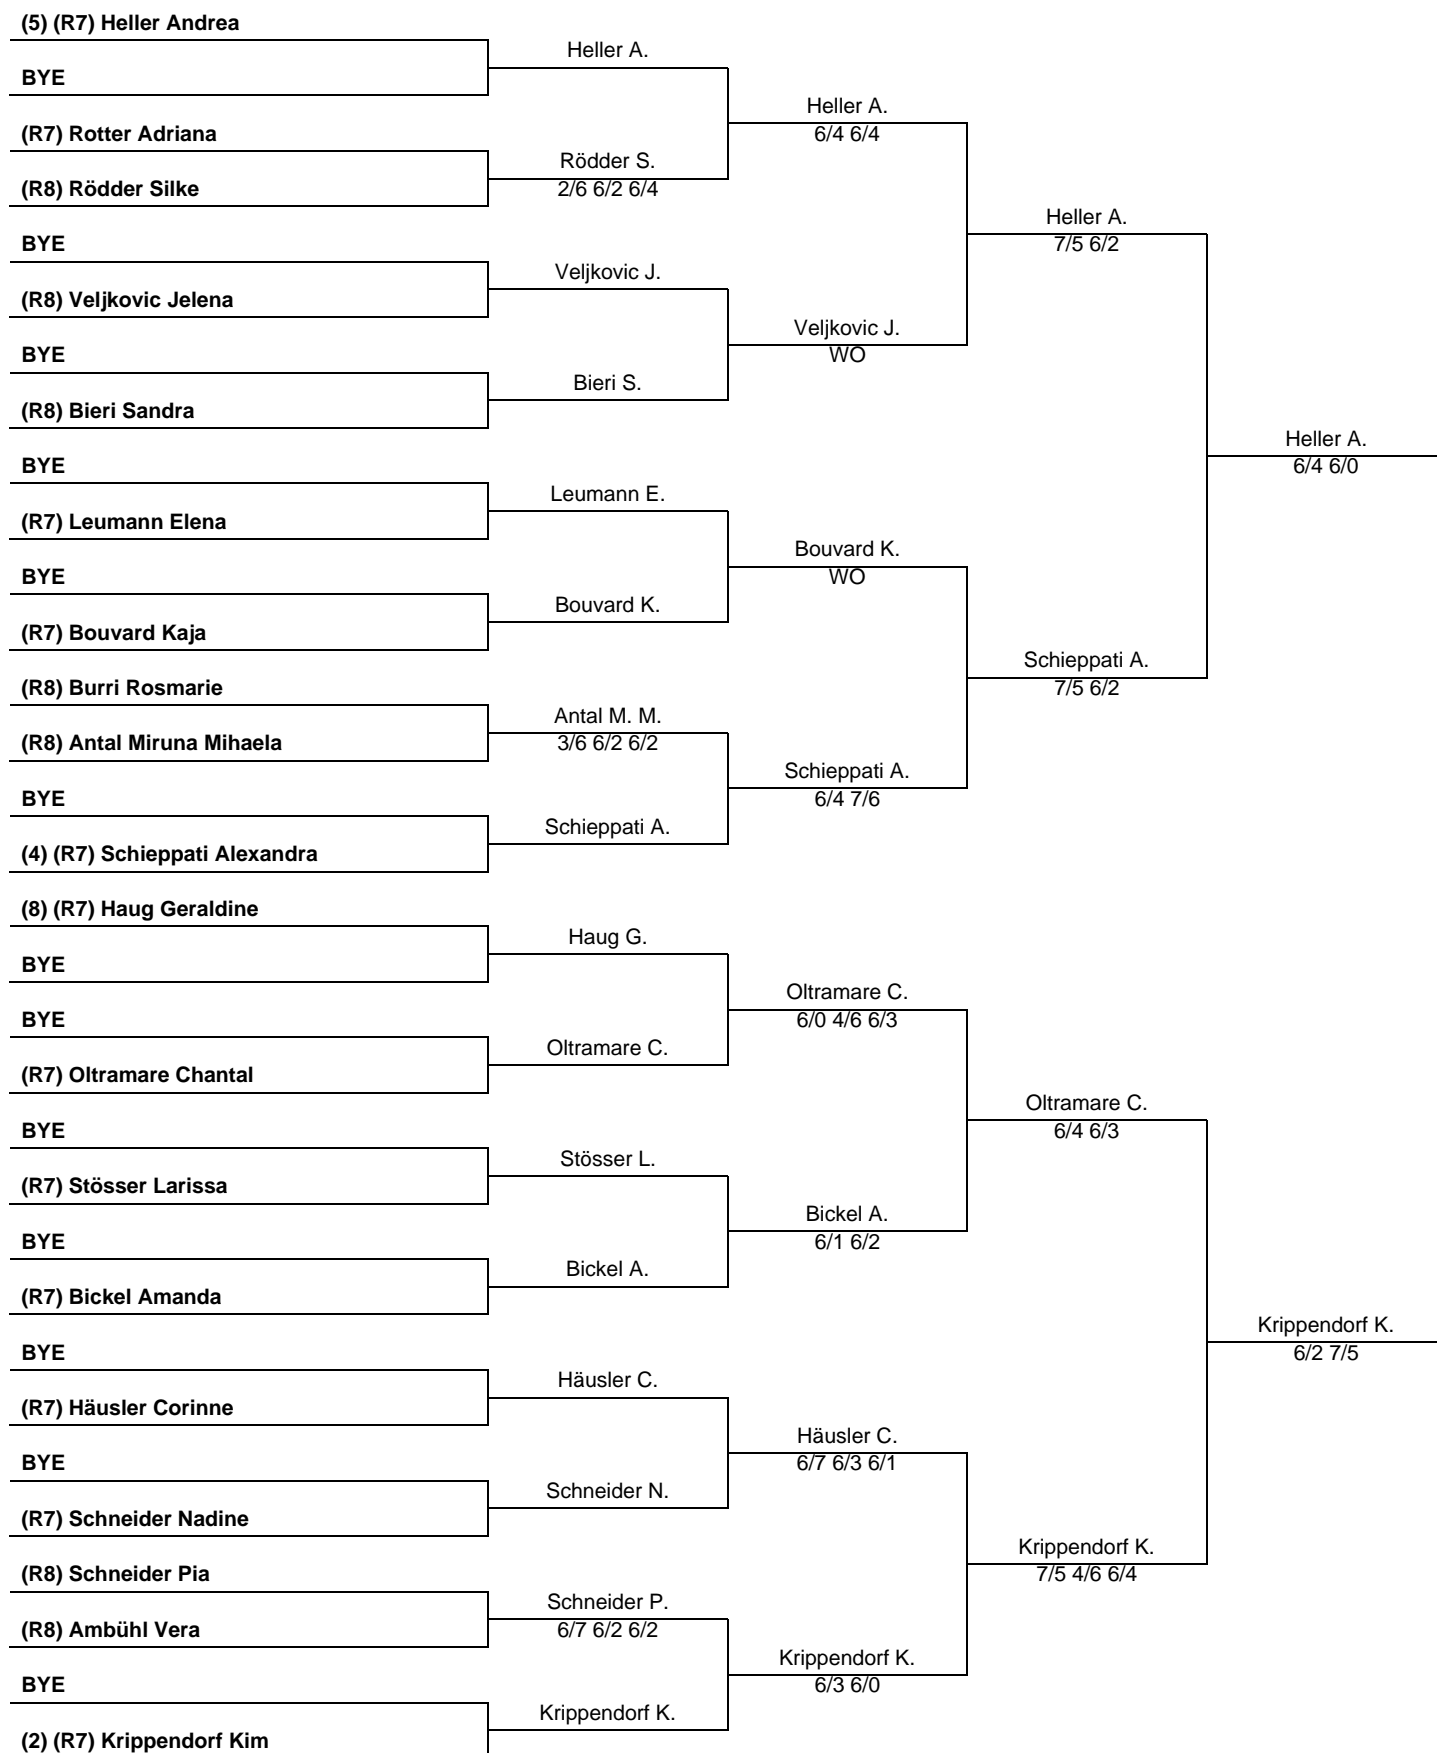 (5) (R7) Heller Andrea
Heller A.
BYE
Heller A.
6/4 6/4
(R7) Rotter Adriana
Rödder S.
2/6 6/2 6/4
(R8) Rödder Silke
Heller A.
7/5 6/2
BYE
Veljkovic J.
(R8) Veljkovic Jelena
Veljkovic J.
WO
BYE
Bieri S.
(R8) Bieri Sandra
Heller A.
6/4 6/0
BYE
Leumann E.
(R7) Leumann Elena
Bouvard K.
WO
BYE
Bouvard K.
(R7) Bouvard Kaja
Schieppati A.
7/5 6/2
(R8) Burri Rosmarie
Antal M. M.
3/6 6/2 6/2
(R8) Antal Miruna Mihaela
Schieppati A.
6/4 7/6
BYE
Schieppati A.
(4) (R7) Schieppati Alexandra
(8) (R7) Haug Geraldine
Haug G.
BYE
Oltramare C.
6/0 4/6 6/3
BYE
Oltramare C.
(R7) Oltramare Chantal
Oltramare C.
6/4 6/3
BYE
Stösser L.
(R7) Stösser Larissa
Bickel A.
6/1 6/2
BYE
Bickel A.
(R7) Bickel Amanda
Krippendorf K.
6/2 7/5
BYE
Häusler C.
(R7) Häusler Corinne
Häusler C.
6/7 6/3 6/1
BYE
Schneider N.
(R7) Schneider Nadine
Krippendorf K.
7/5 4/6 6/4
(R8) Schneider Pia
Schneider P.
6/7 6/2 6/2
(R8) Ambühl Vera
Krippendorf K.
6/3 6/0
BYE
Krippendorf K.
(2) (R7) Krippendorf Kim